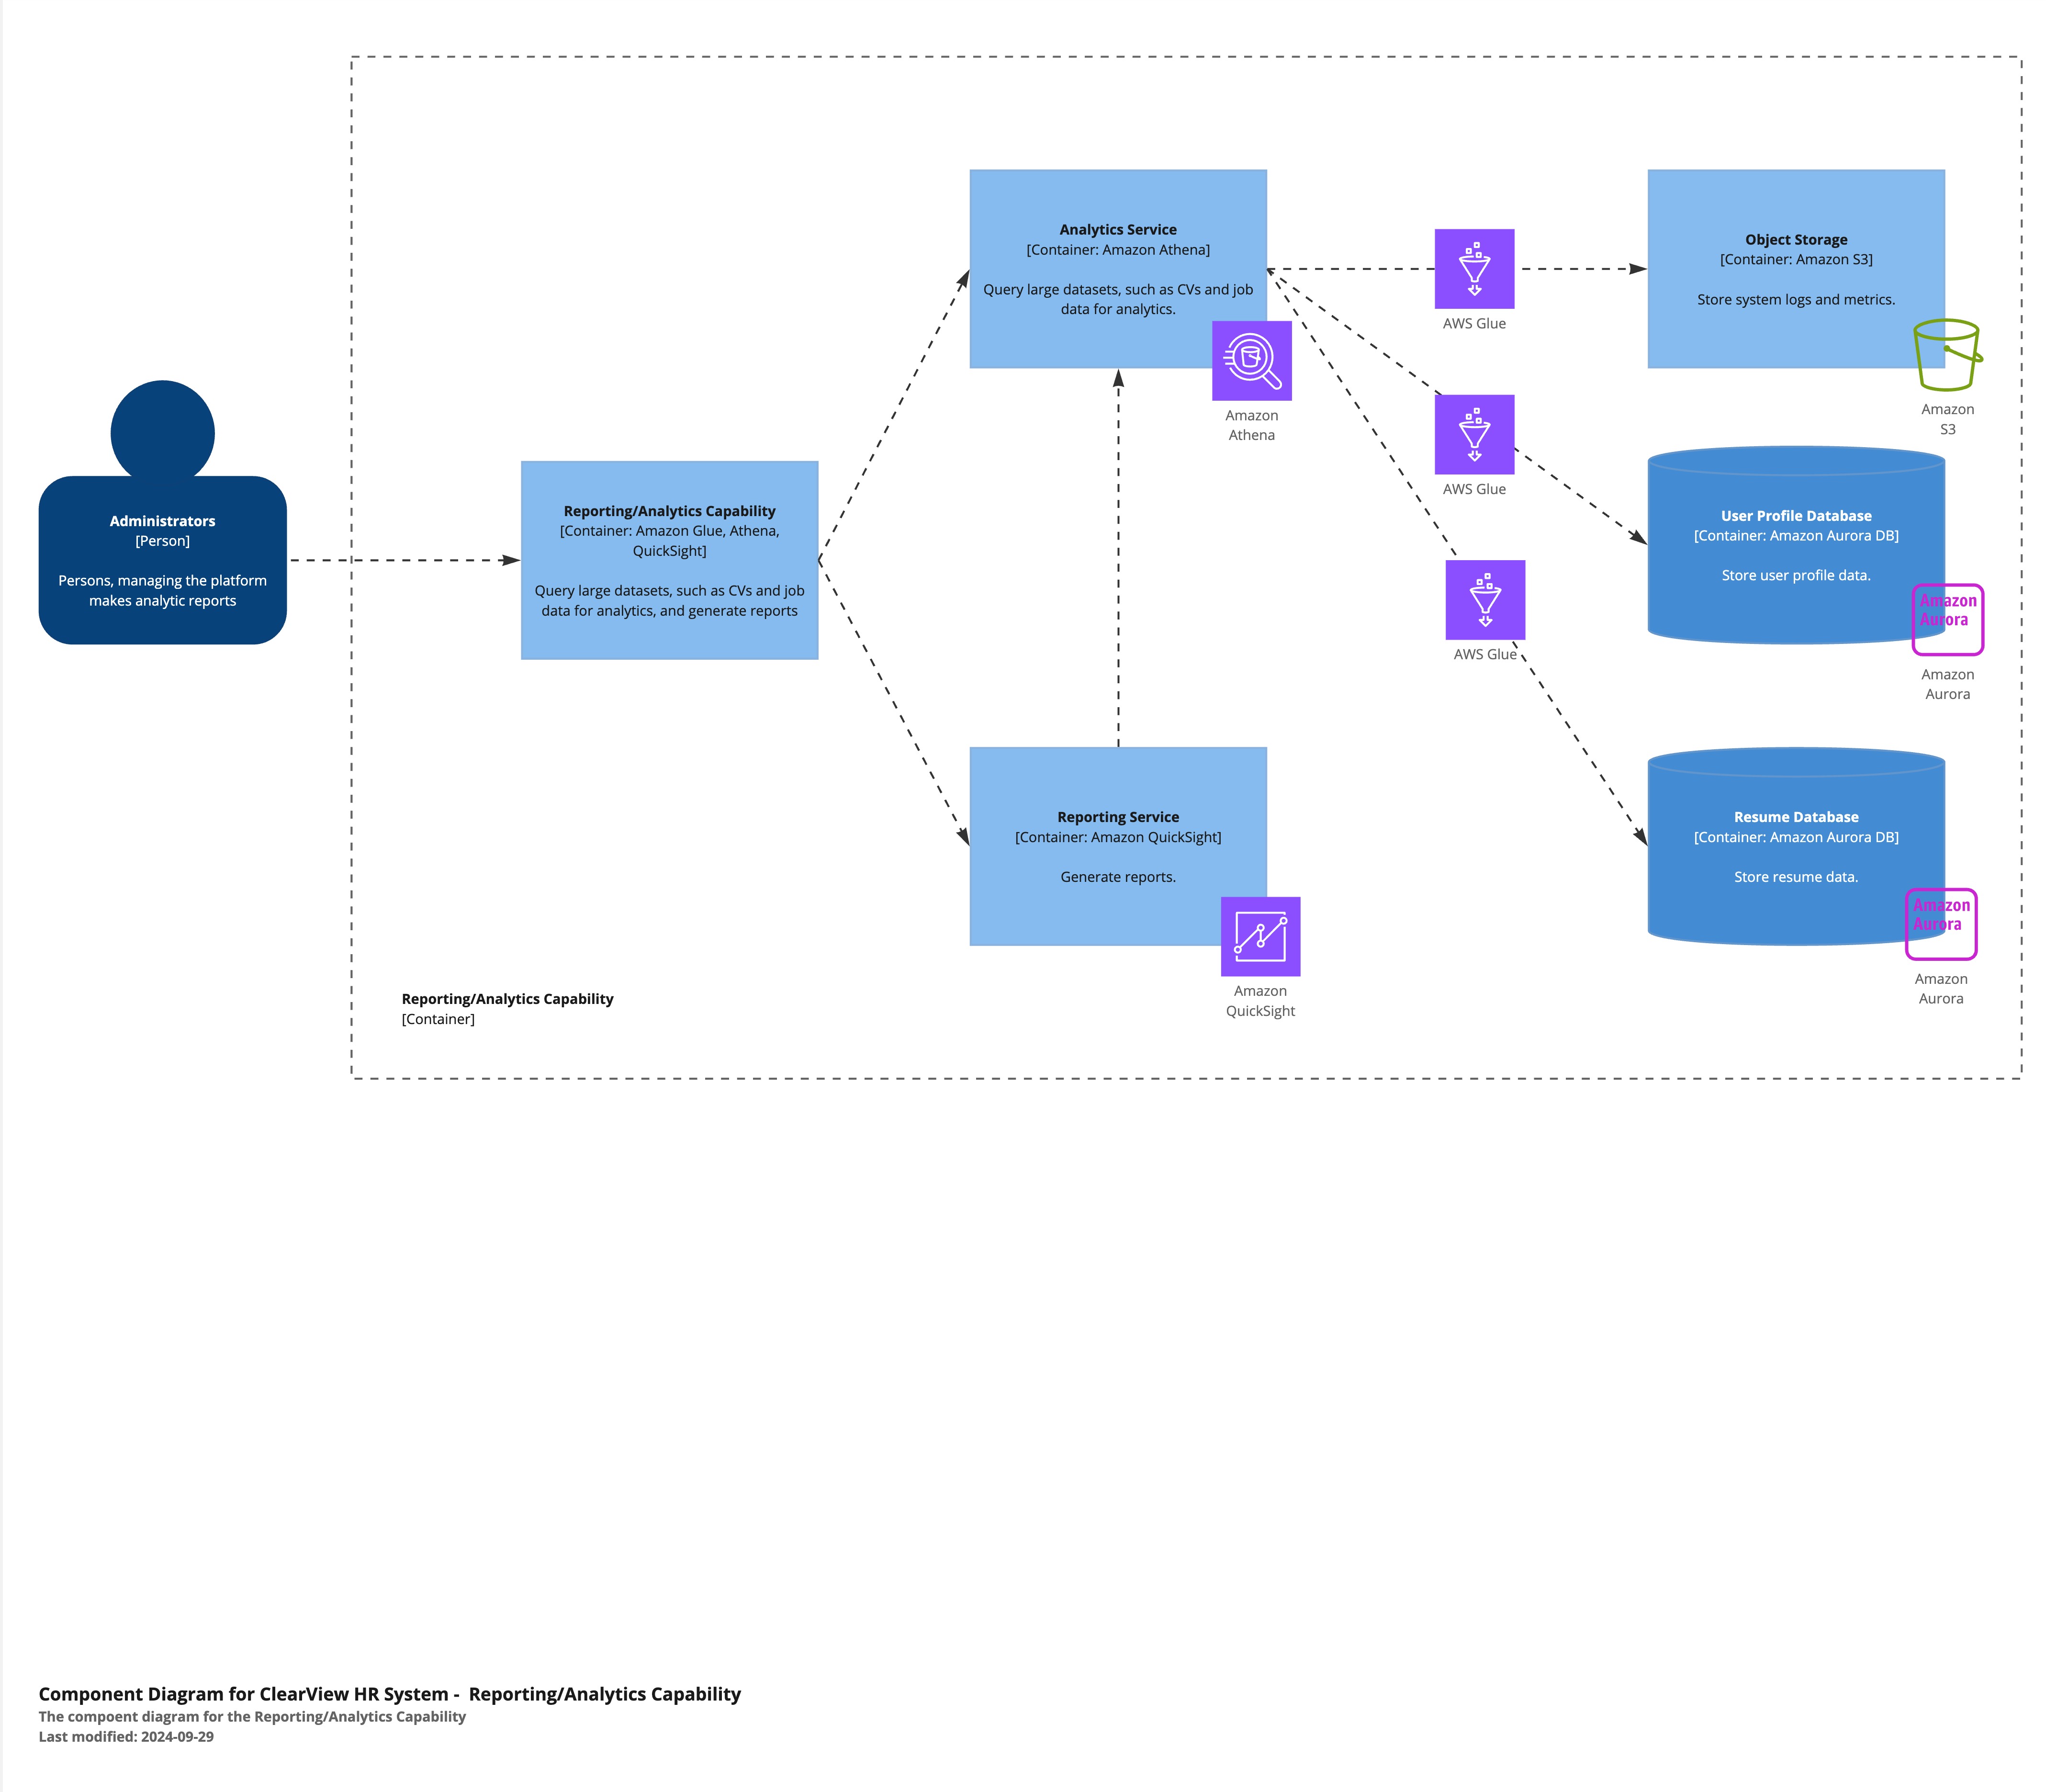 Analytics Service
[Container: Amazon Athena]
Query large datasets, such as CVs and job
data for analytics.
Amazon
Athena
AWS Glue
Object Storage
[Container: Amazon S3]
Store system logs and metrics.
Amazon
S3
AWS Glue
Administrators
[Person]
Persons, managing the platform
makes analytic reports
Reporting/Analytics Capability
[Container: Amazon Glue, Athena,
QuickSight]
Query large datasets, such as CVs and job
data for analytics, and generate reports
User Profile Database
[Container: Amazon Aurora DB]
Store user profile data.
Amazon
Aurora
Amazon
Aurora
AWS Glue
Reporting Service
[Container: Amazon QuickSight]
Generate reports.
Amazon
QuickSight
Resume Database
[Container: Amazon Aurora DB]
Store resume data.
Amazon
Aurora
Amazon
Aurora
Reporting/Analytics Capability
[Container]
Component Diagram for ClearView HR System -  Reporting/Analytics Capability
The compoent diagram for the Reporting/Analytics Capability
Last modified: 2024-09-29